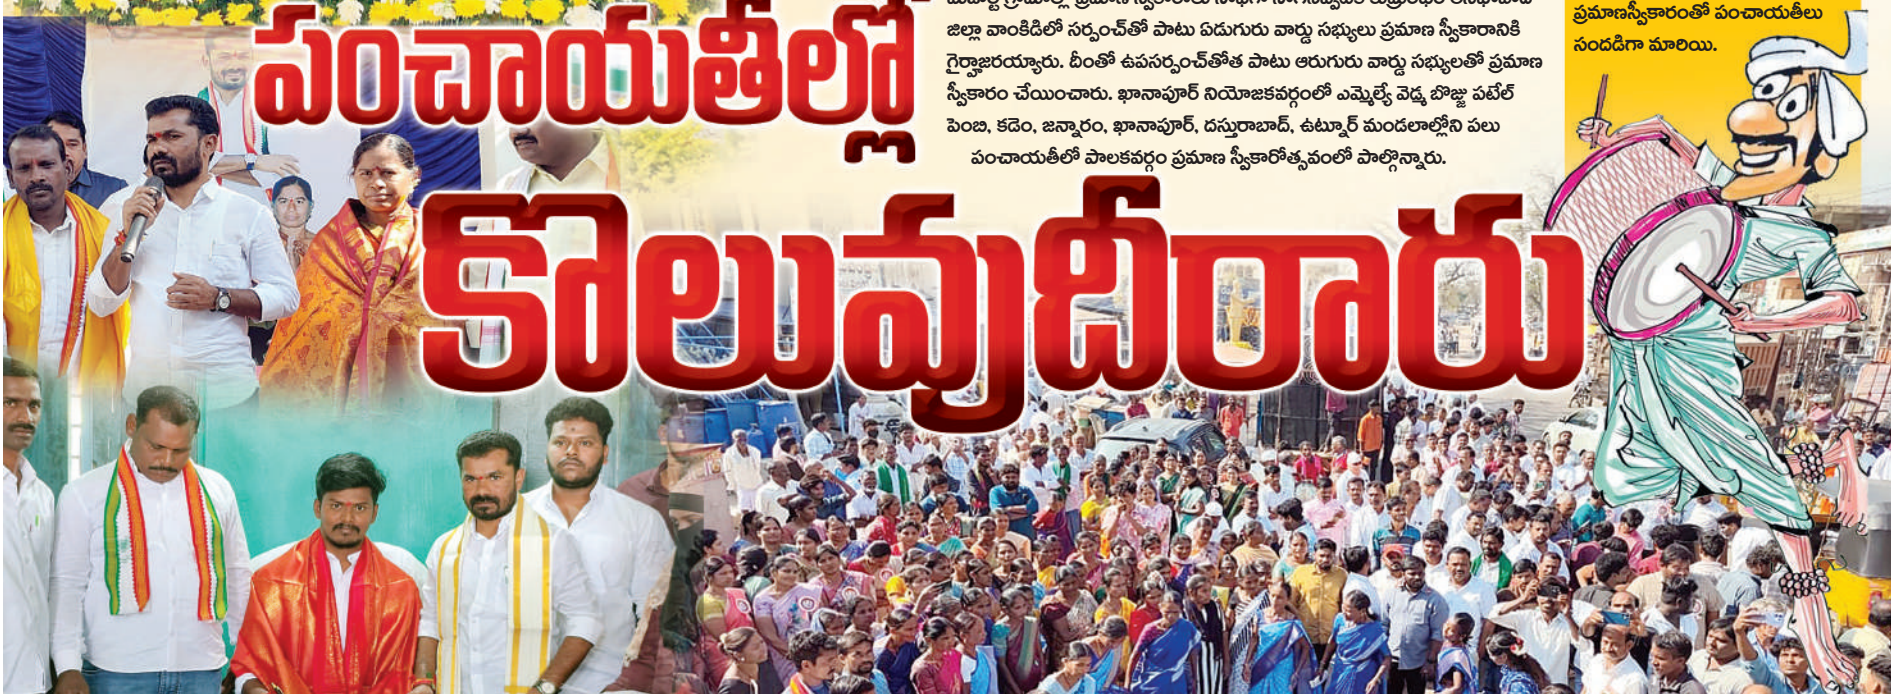 పంచాయతీల్లో
కొలువుదీరారు
జిల్లా వాంకిడిలో సర్పంచ్‌తో పాటు ఏడుగురు వార్డు సభ్యులు ప్రమాణ స్వీకారానికి
గైర్హాజరయ్యారు. దీంతో ఉపసర్పంచ్‌తోత పాటు ఆరుగురు వార్డు సభ్యులతో ప్రమాణ
స్వీకారం చేయించారు. ఖానాపూర్ నియోజకవర్గంలో ఎమ్మెల్యే వెడ్మ బొజ్జు పటేల్
పెంబి, కడెం, జన్నారం, ఖానాపూర్, దస్తురాబాద్, ఉట్నూర్ మండలాల్లోని పలు
పంచాయతీలో పాలకవర్గం ప్రమాణ స్వీకారోత్సవంలో పాల్గొన్నారు.
ప్రమాణస్వీకారంతో పంచాయతీలు
సందడిగా మారియి.